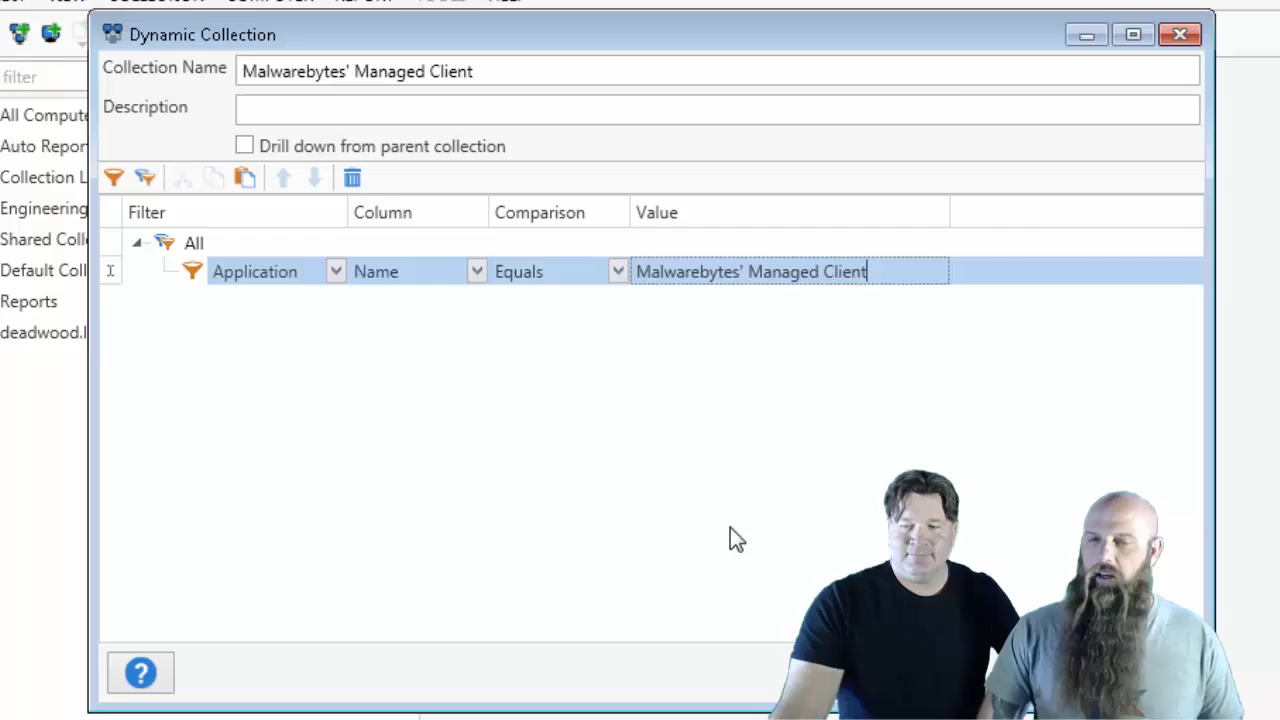 Dynamic Collection
Collection Name Malwarebytes' Managed Client
filter
Description
All Compute
Drill down from parent collection
Auto Repor
Collection L
Engineering
Filter Column Comparison Value
Shared Coll
All
Default Coll
Application Name Equals Malwarebytes' Managed Client
Reports
deadwood.l
?